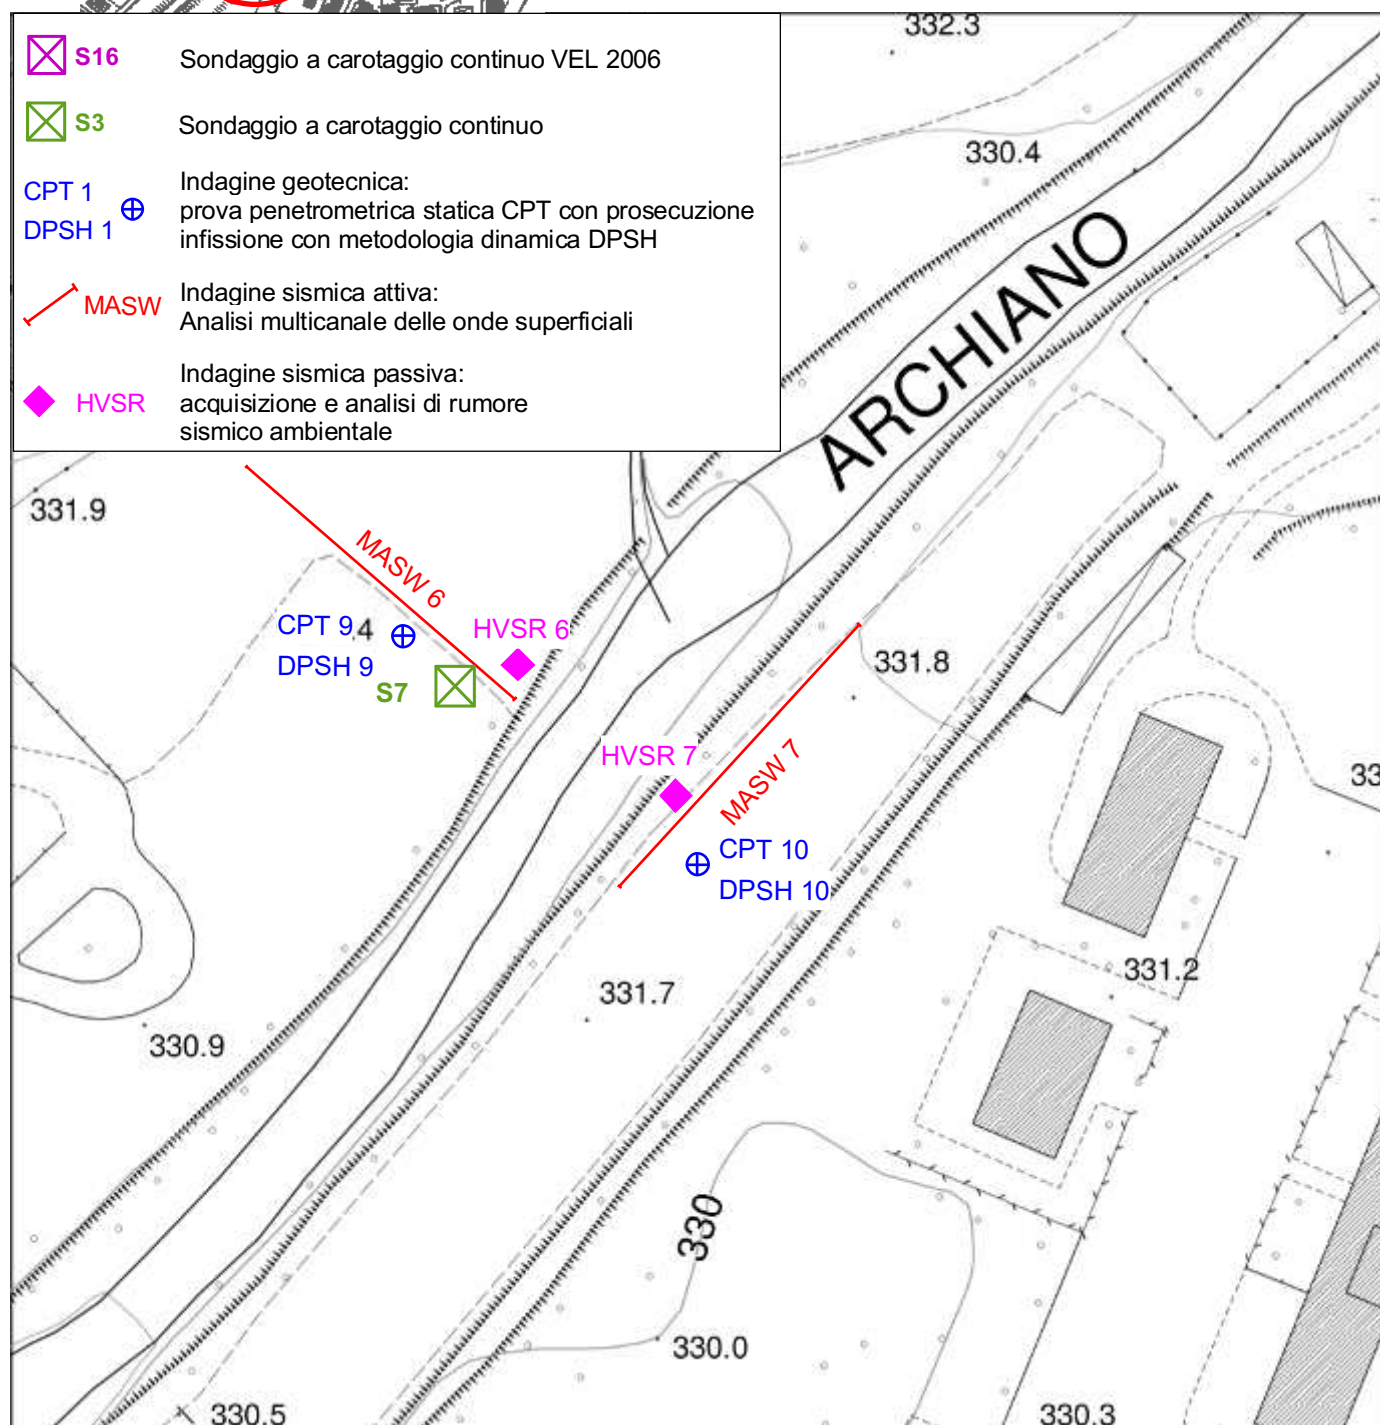 332.3
S16 Sondaggio a carotaggio continuo VEL 2006
S3 Sondaggio a carotaggio continuo
CPT 1
DPSH 1
Indagine geotecnica:
prova penetrometrica statica CPT con prosecuzione
infissione con metodologia dinamica DPSH
MASW
Indagine sismica attiva:
Analisi multicanale delle onde superficiali
HVSR
Indagine sismica passiva:
acquisizione e analisi di rumore
sismico ambientale
330.4
ARCHIANO
331.9
MASW 6
CPT 9
.4
DPSH 9
HVSR 6
S7
331.8
HVSR 7
MASW 7
33
CPT 10
DPSH 10
331.2
331.7
330.9
330
330.0
330.5
330.3